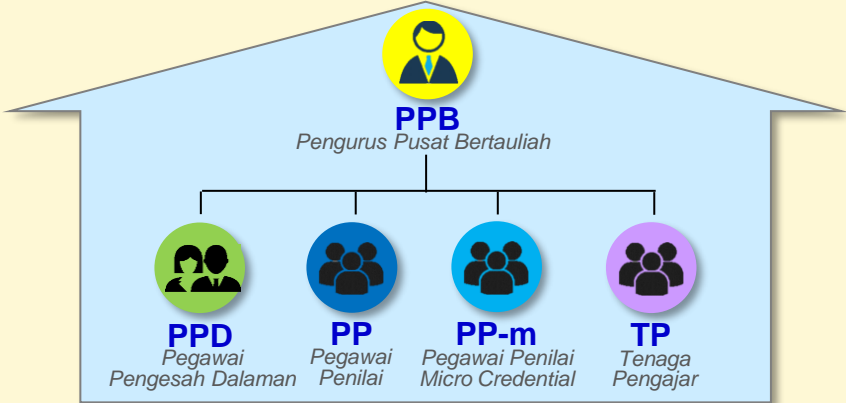 PPB
Pengurus Pusat Bertauliah
PPD
Pegawai
Pengesah Dalaman
PP
Pegawai
Penilai
PP-m
Pegawai Penilai
Micro Credential
TP
Tenaga
Pengajar